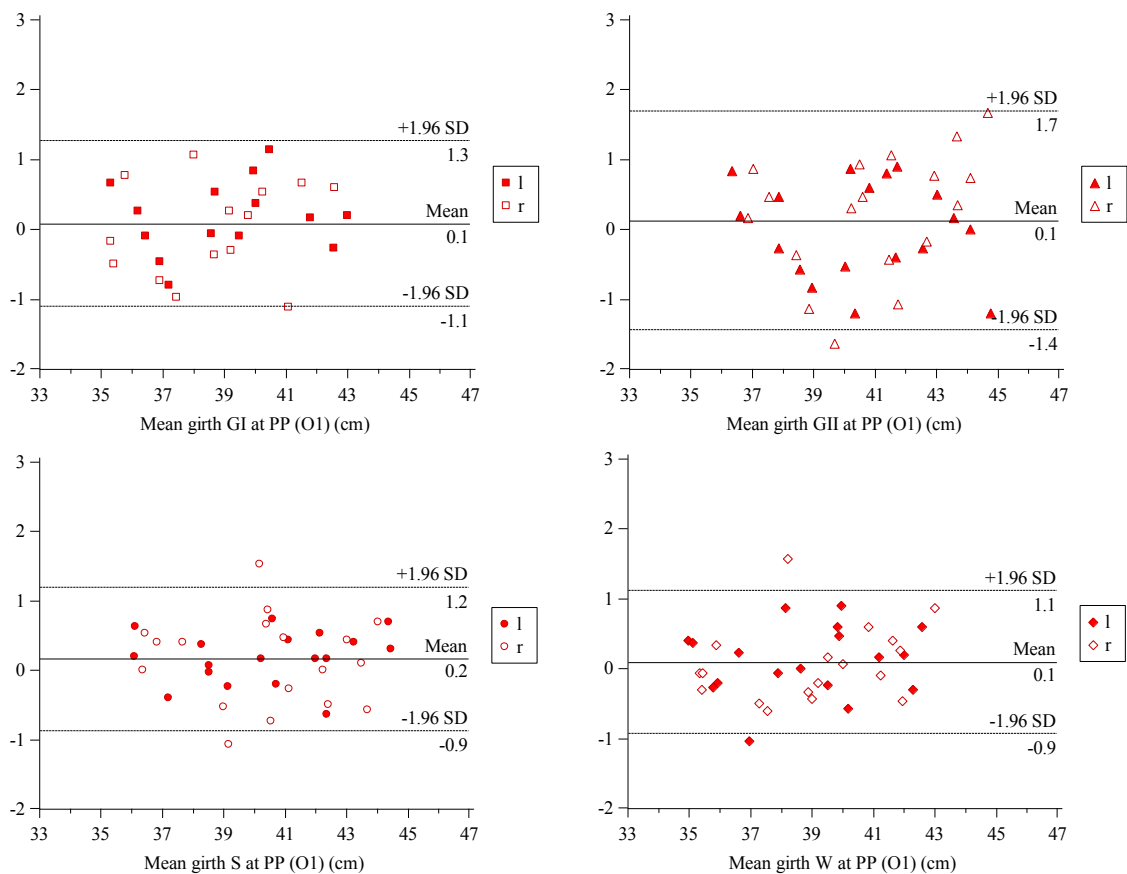 3
2
1
0
-1
-2
+1.96 SD
1.3
Mean
0.1
-1.96 SD
-1.1
l
r
33 35 37 39 41 43 45 47
Mean girth GI at PP (O1) (cm)
3
2
1
0
-1
-2
+1.96 SD
1.7
Mean
0.1
-1.96 SD
-1.4
l
r
33 35 37 39 41 43 45 47
Mean girth GII at PP (O1) (cm)
3
2
1
0
-1
-2
+1.96 SD
1.2
Mean
0.2
-1.96 SD
-0.9
l
r
33 35 37 39 41 43 45 47
Mean girth S at PP (O1) (cm)
3
2
1
0
-1
-2
+1.96 SD
1.1
Mean
0.1
-1.96 SD
-0.9
l
r
33 35 37 39 41 43 45 47
Mean girth W at PP (O1) (cm)